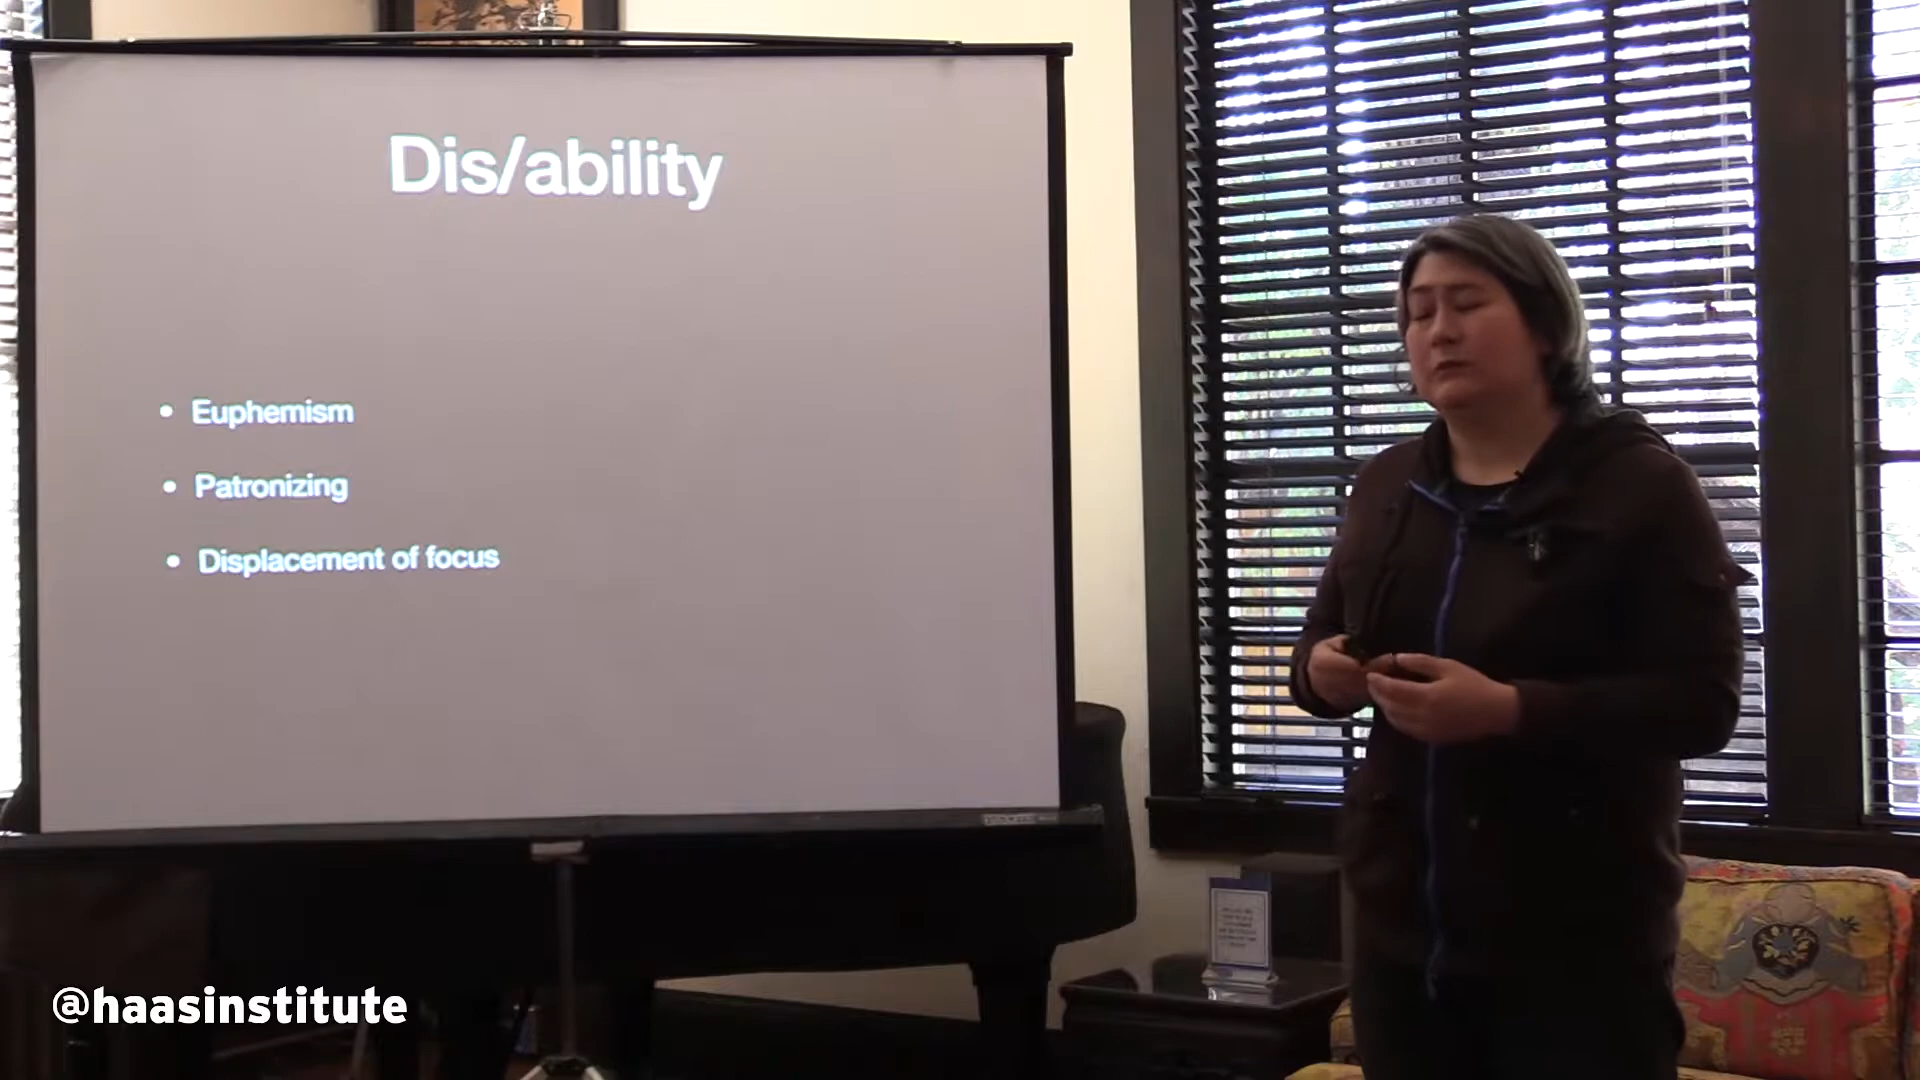 Dis/ability
• Euphemism
• Patronizing
• Displacement of focus
@haasinstitute